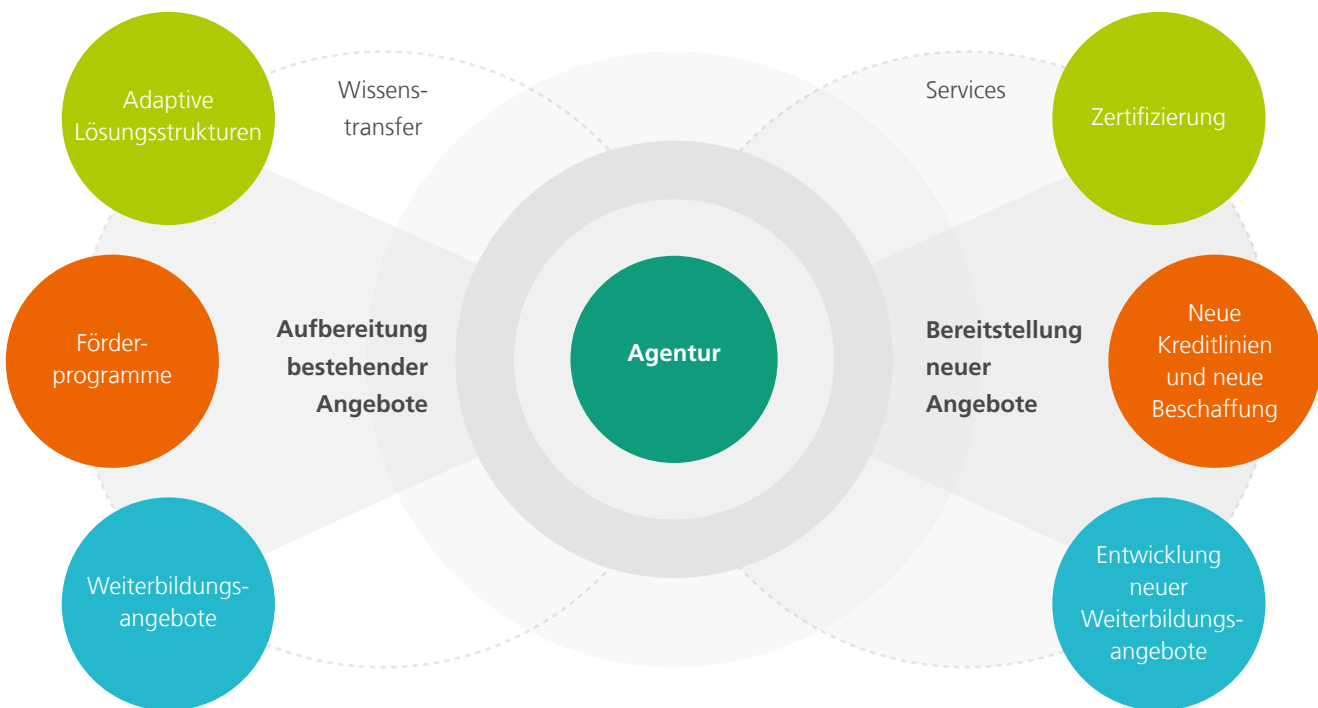 Adaptive
Lösungsstrukturen
Wissens-
transfer
Services
Zertifizierung
Förder-
programme
Aufbereitung
bestehender
Angebote
Agentur
Bereitstellung
neuer
Angebote
Neue
Kreditlinien
und neue
Beschaffung
Weiterbildungs-
angebote
Entwicklung
neuer
Weiterbildungs-
angebote